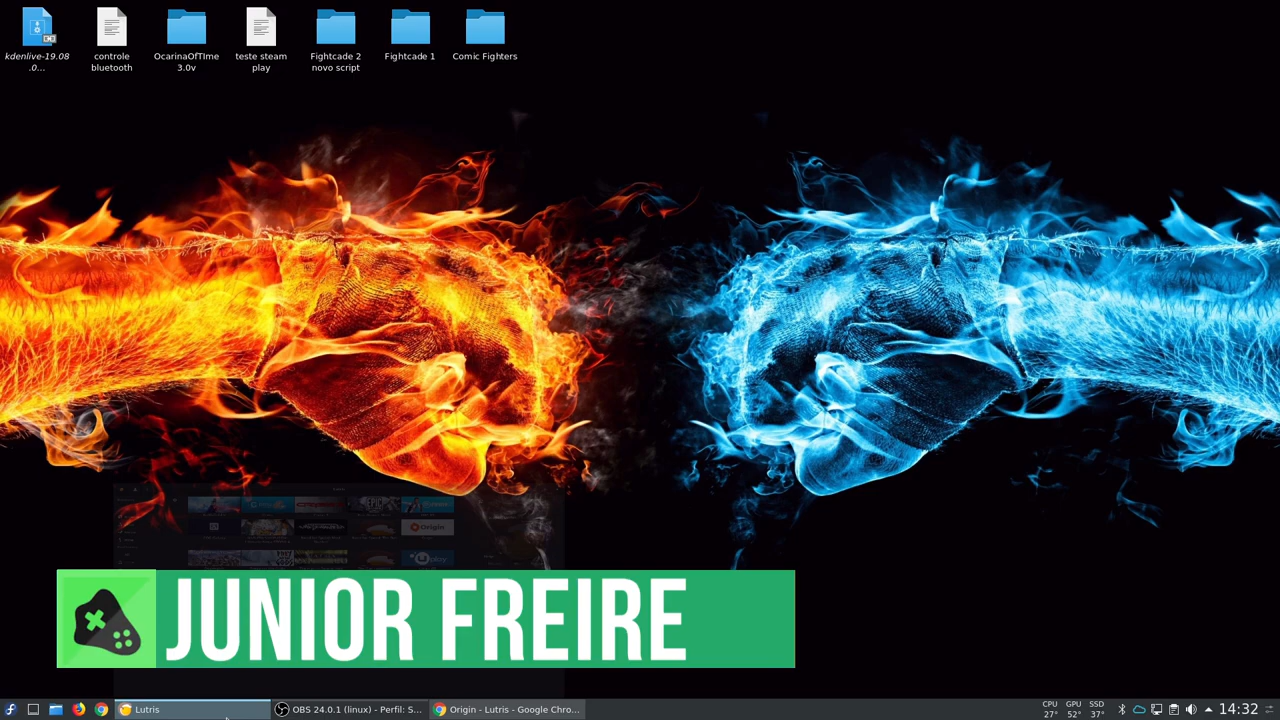 kdenlive-19.08
.0...
controle
bluetooth
OcarinaOfTIme
3.0v
teste steam
play
Fightcade 2
novo script
Fightcade 1
Comic Fighters
Origin
uplay
JUNIOR FREIRE
Lutris
OBS 24.0.1 (linux) - Perfil: S...
Origin - Lutris - Google Chro...
CPU
27°
GPU
52°
SSD
37°
14:32